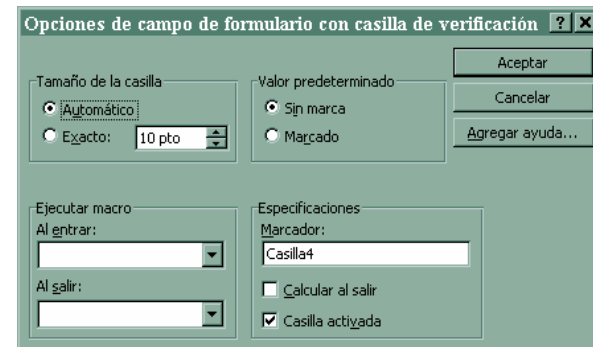 Opciones de campo de formulario con casilla de verificación
Tamaño de la casilla
Automático
Exacto: 10 pto
Valor predeterminado
Sin marca
Marcado
Aceptar
Cancelar
Agregar ayuda...
Ejecutar macro
Al entrar:
Al salir:
Especificaciones
Marcador:
Casilla4
Calcular al salir
Casilla activada